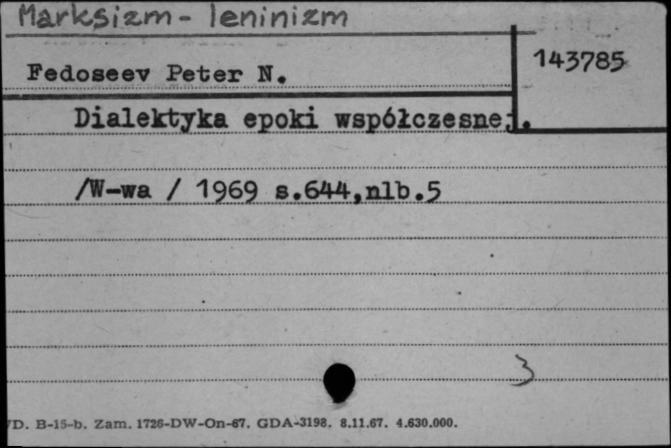 Marksizm - leninizm
143785
Fedoseev Peter N.
Dialektyka epoki współczesnej.
/W-wa / 1969 s.644,nlb.5
3
D. B-15-b. Zam. 1726-DW-On-67. GDA-3198. 8.11.67. 4.630.000.